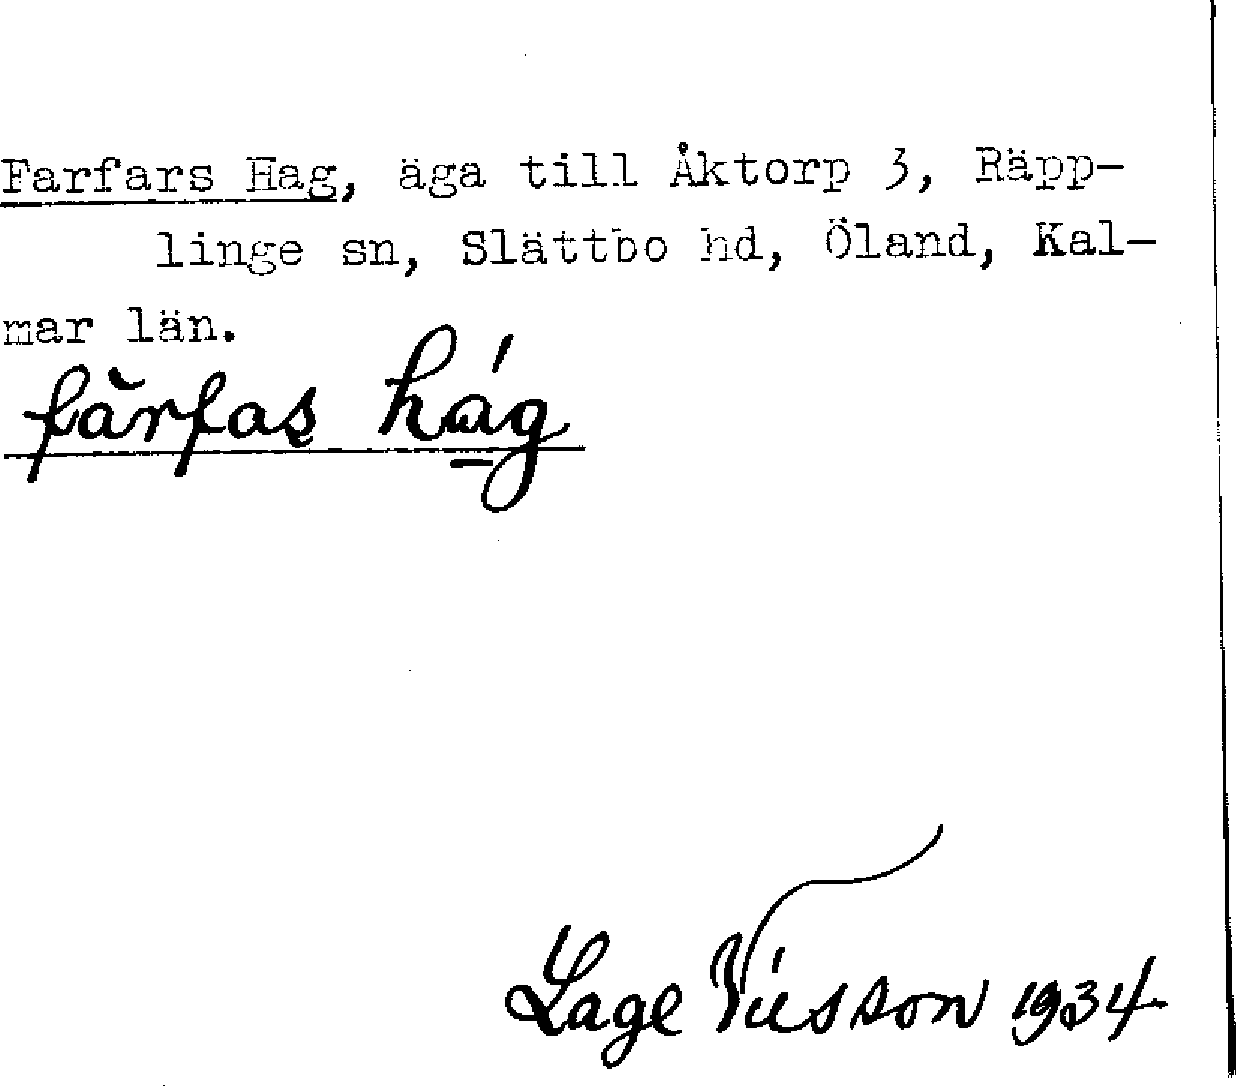 Farfars Hag, äga till Åktorp 3, Räpp-
linge sn, Slättbo hd, Öland, Kal-
mar län.
fàrfas hág
Lage Nilsson 1934